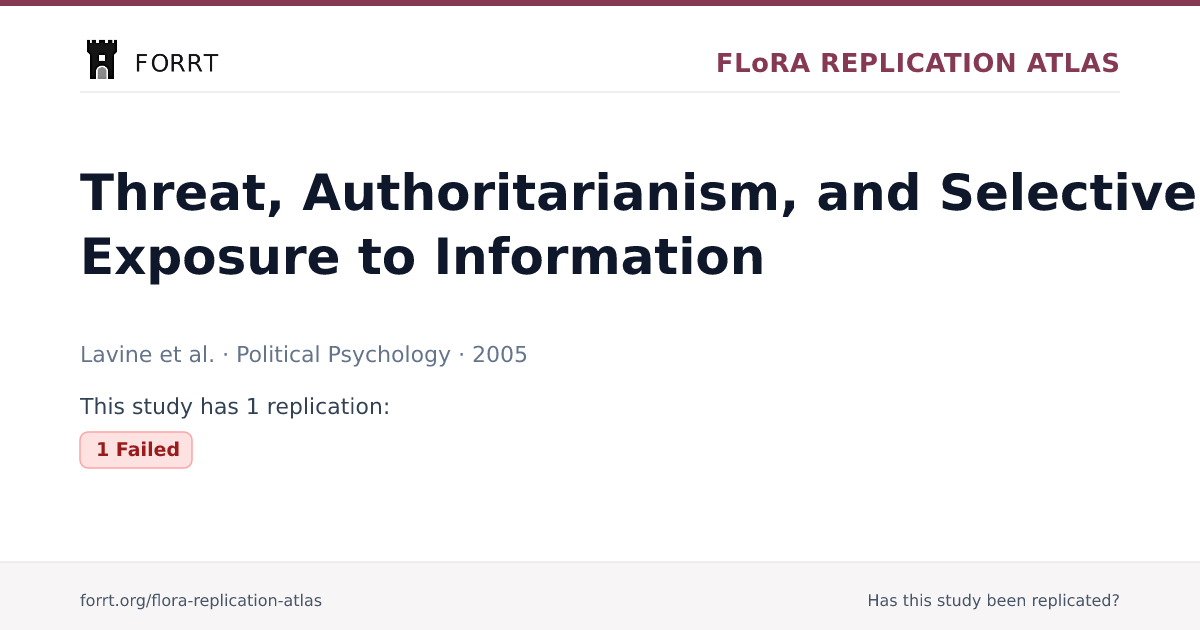 FORRT
FLoRA REPLICATION ATLAS
Threat, Authoritarianism, and Selective
Exposure to Information
Lavine et al. · Political Psychology · 2005
This study has 1 replication:
1 Failed
forrt.org/flora-replication-atlas
Has this study been replicated?